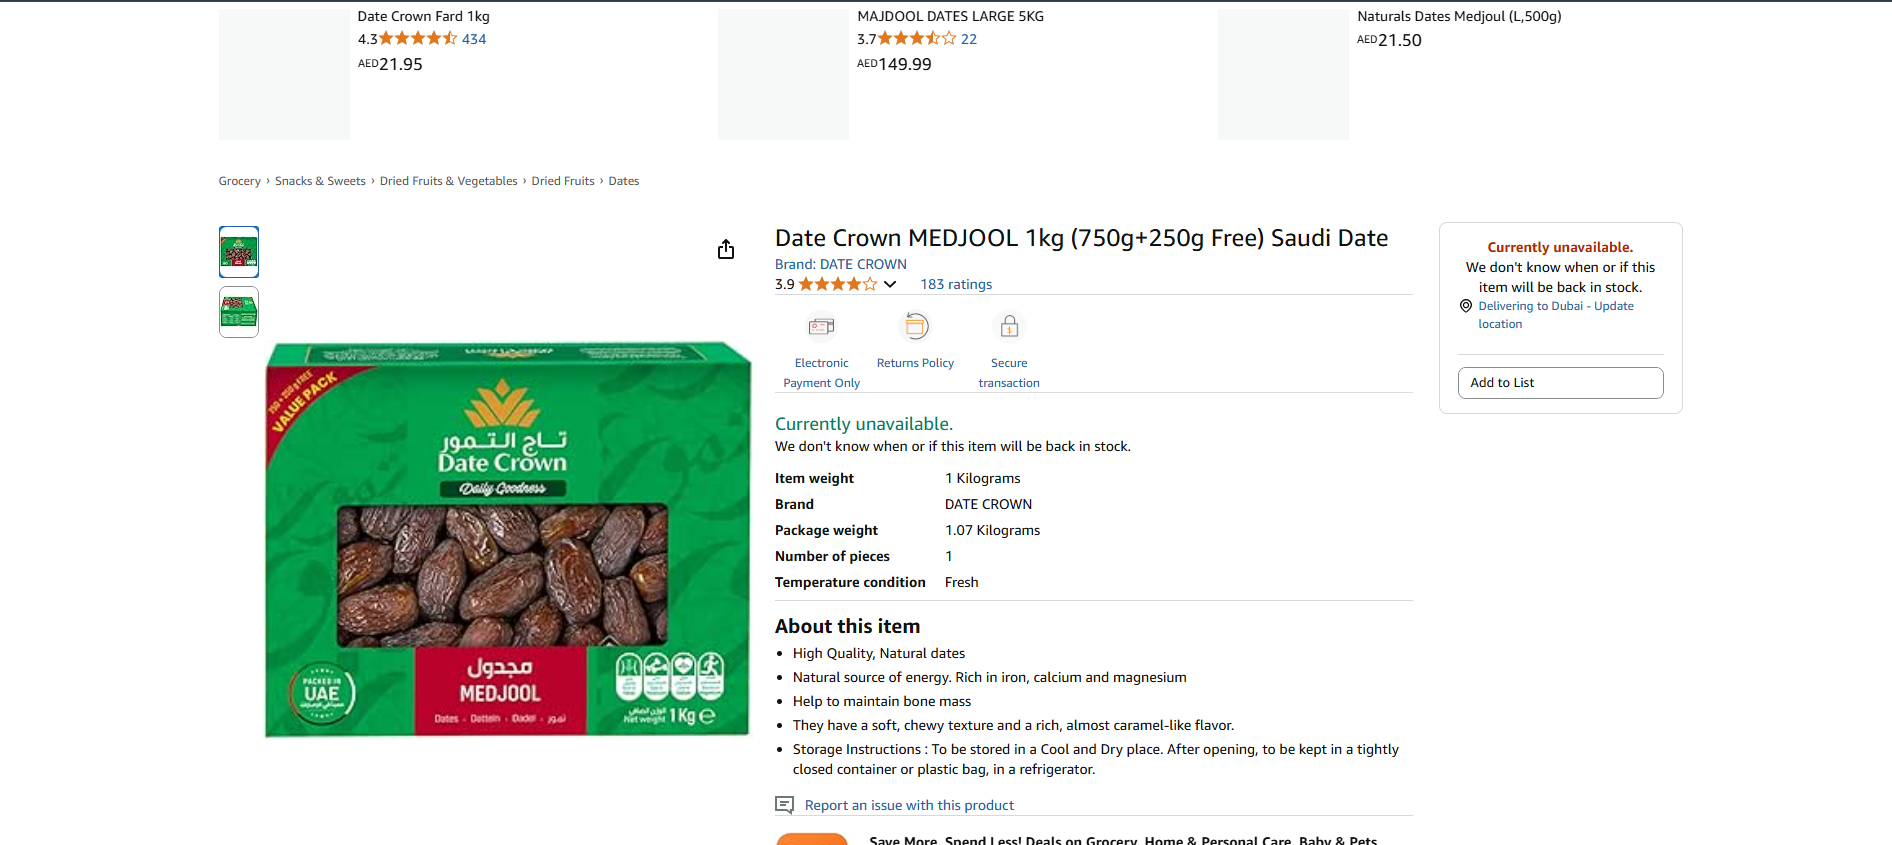 Date Crown Fard 1kg
4.3 434
AED21.95
MAJDOOL DATES LARGE 5KG
3.7 22
AED149.99
Naturals Dates Medjoul (L,500g)
AED21.50
Grocery › Snacks & Sweets › Dried Fruits & Vegetables › Dried Fruits › Dates
750+250g FREE
VALUE PACK
تاج التمور
Date Crown
Daily Goodness
PACKED IN
UAE
مجدول
MEDJOOL
Dates - Datteln - Dadel - تمور
الوزن الصافي
Net weight 1Kg e
Date Crown MEDJOOL 1kg (750g+250g Free) Saudi Date
Brand: DATE CROWN
3.9 183 ratings
Electronic
Payment Only
Returns Policy
Secure
transaction
Currently unavailable.
We don't know when or if this item will be back in stock.
Item weight 1 Kilograms
Brand DATE CROWN
Package weight 1.07 Kilograms
Number of pieces 1
Temperature condition Fresh
About this item
• High Quality, Natural dates
• Natural source of energy. Rich in iron, calcium and magnesium
• Help to maintain bone mass
• They have a soft, chewy texture and a rich, almost caramel-like flavor.
• Storage Instructions : To be stored in a Cool and Dry place. After opening, to be kept in a tightly
closed container or plastic bag, in a refrigerator.
Report an issue with this product
Save More, Spend Less! Deals on Grocery, Home & Personal Care, Baby & Pets
Currently unavailable.
We don't know when or if this
item will be back in stock.
Delivering to Dubai - Update
location
Add to List